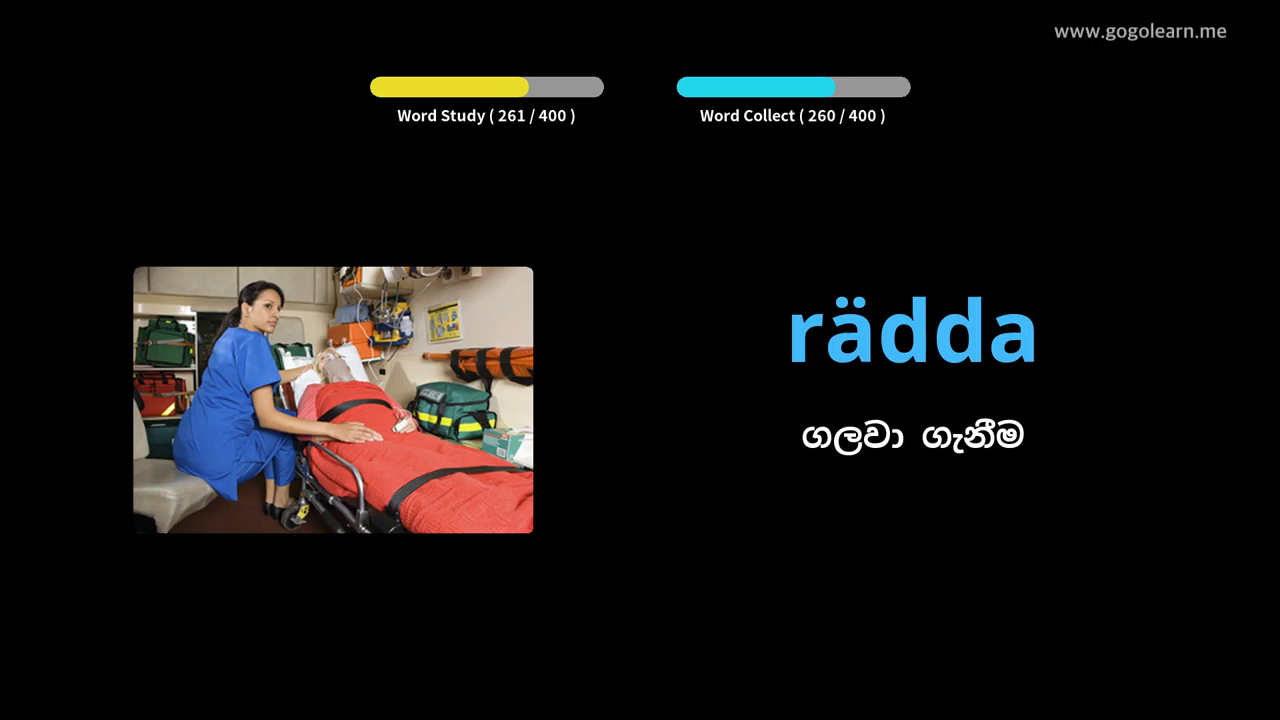 www.gogolearn.me
Word Study ( 261 / 400 )
Word Collect ( 260 / 400 )
rädda
ගලවා ගැනීම